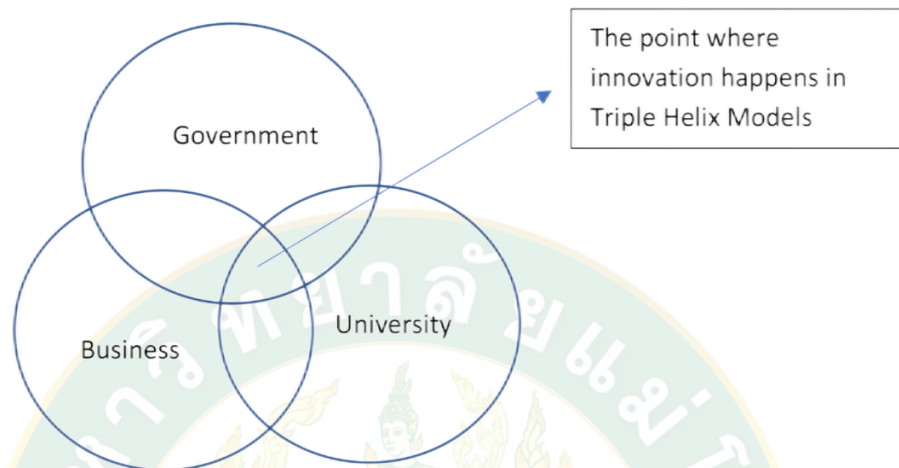 Government
The point where
innovation happens in
Triple Helix Models
University
Business